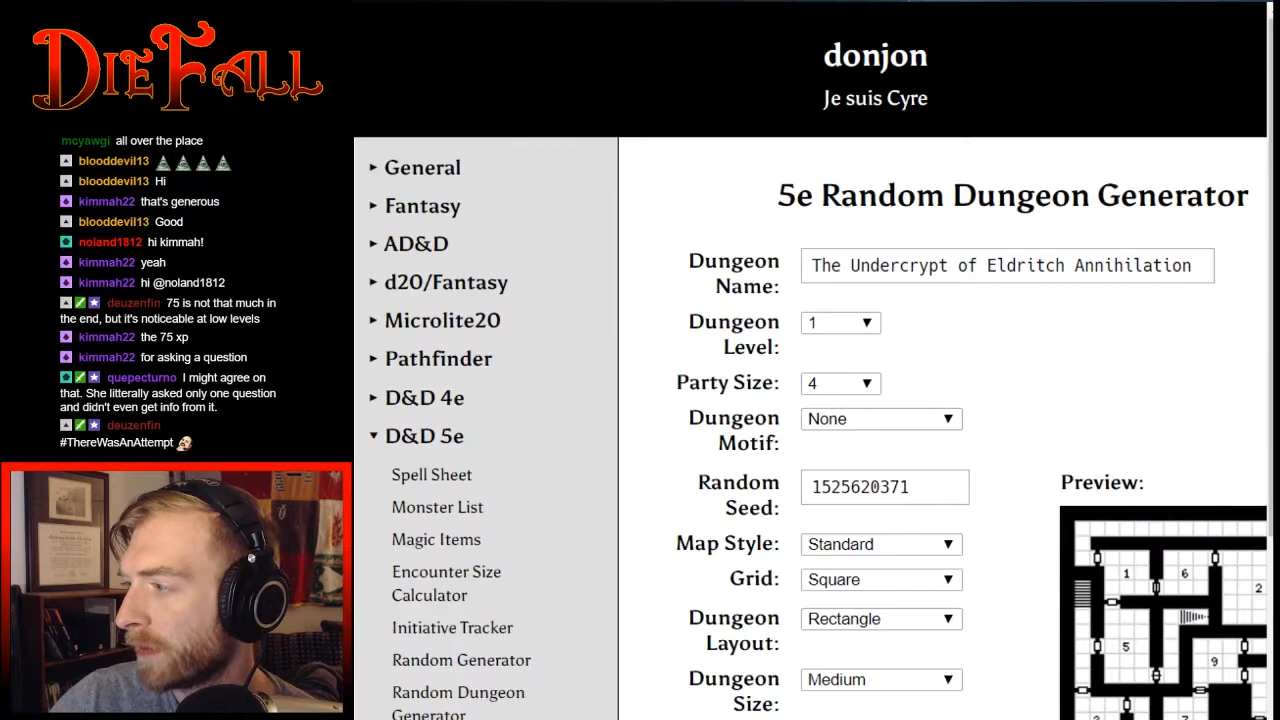 DieFall
mcyawgi all over the place
blooddevil13
blooddevil13 Hi
kimmah22 that's generous
blooddevil13 Good
noland1812 hi kimmah!
kimmah22 yeah
kimmah22 hi @noland1812
deuzenfin 75 is not that much in
the end, but it's noticeable at low levels
kimmah22 the 75 xp
kimmah22 for asking a question
quepecturno I might agree on
that. She litterally asked only one question
and didn't even get info from it.
deuzenfin
#ThereWasAnAttempt
donjon
Je suis Cyre
► General
► Fantasy
► AD&D
► d20/Fantasy
► Microlite20
► Pathfinder
► D&D 4e
▼ D&D 5e
Spell Sheet
Monster List
Magic Items
Encounter Size
Calculator
Initiative Tracker
Random Generator
Random Dungeon
Generator
5e Random Dungeon Generator
Dungeon
Name:
The Undercrypt of Eldritch Annihilation
Dungeon
Level:
1
Party Size:
4
Dungeon
Motif:
None
Random
Seed:
1525620371
Map Style:
Standard
Grid:
Square
Dungeon
Layout:
Rectangle
Dungeon
Size:
Medium
Preview:
1
6
2
5
9